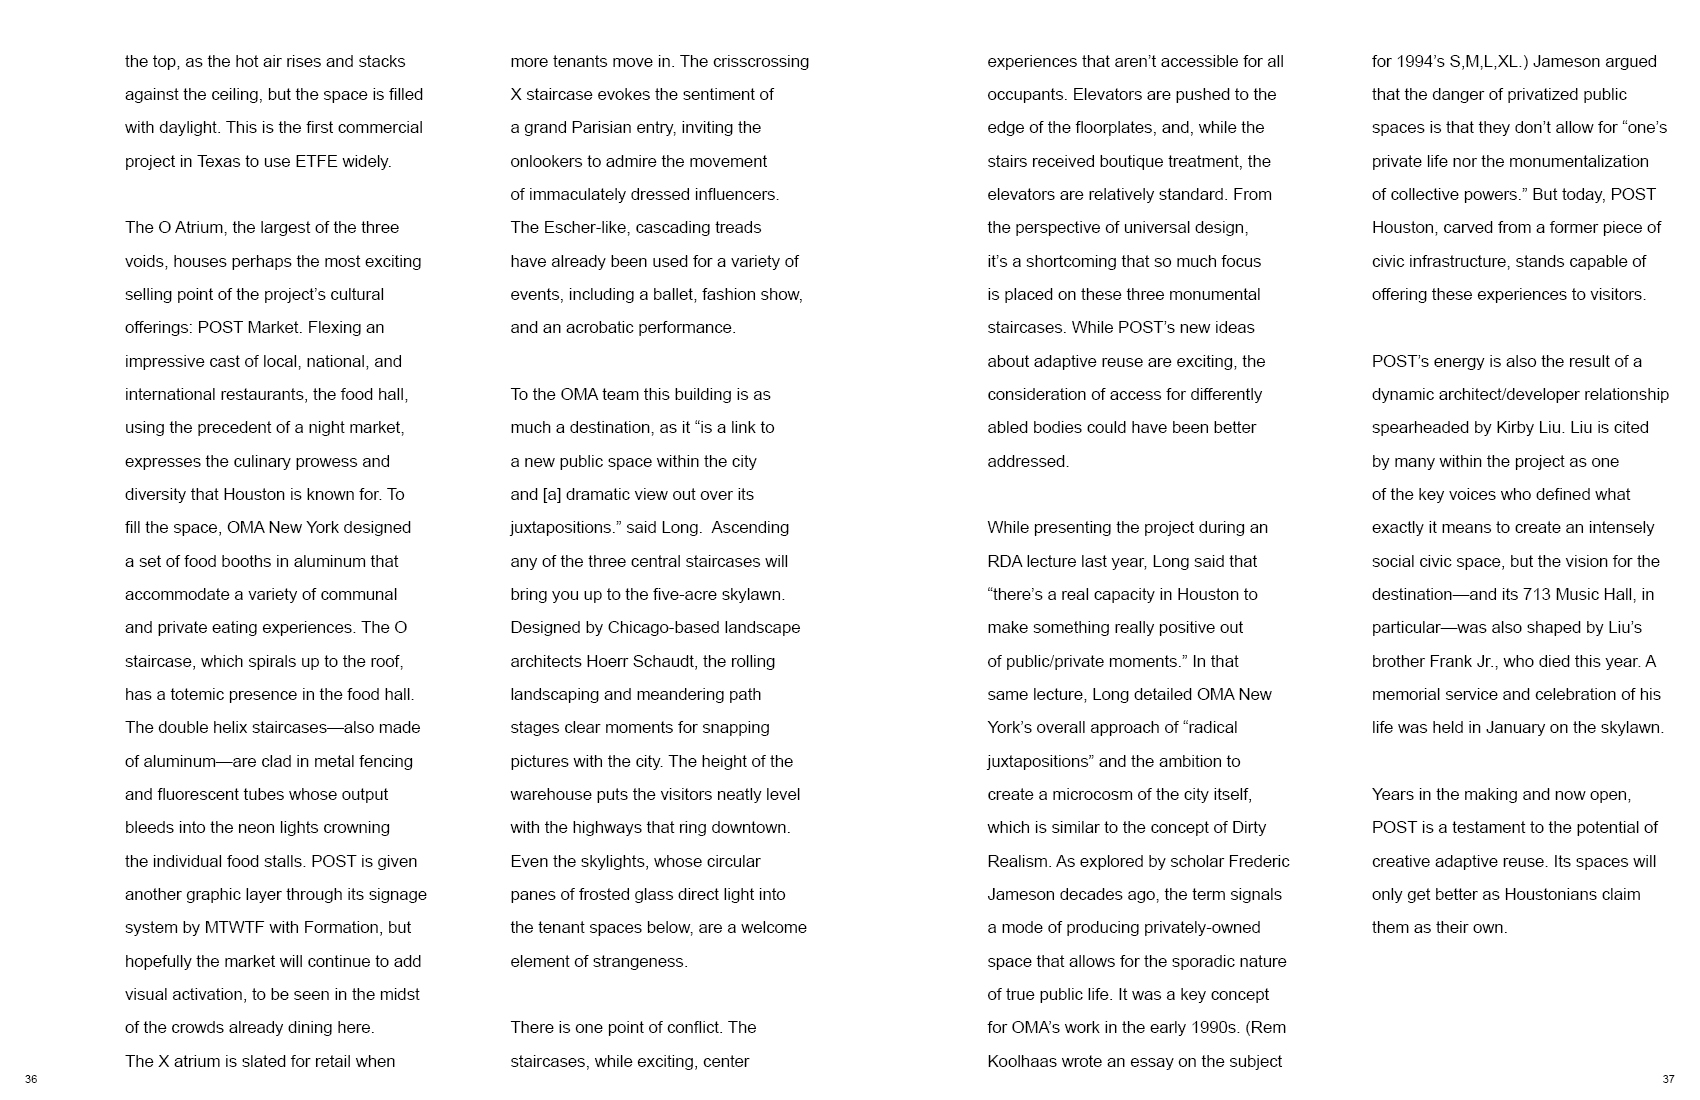 the top, as the hot air rises and stacks
against the ceiling, but the space is filled
with daylight. This is the first commercial
project in Texas to use ETFE widely.
The O Atrium, the largest of the three
voids, houses perhaps the most exciting
selling point of the project’s cultural
offerings: POST Market. Flexing an
impressive cast of local, national, and
international restaurants, the food hall,
using the precedent of a night market,
expresses the culinary prowess and
diversity that Houston is known for. To
fill the space, OMA New York designed
a set of food booths in aluminum that
accommodate a variety of communal
and private eating experiences. The O
staircase, which spirals up to the roof,
has a totemic presence in the food hall.
The double helix staircases—also made
of aluminum—are clad in metal fencing
and fluorescent tubes whose output
bleeds into the neon lights crowning
the individual food stalls. POST is given
another graphic layer through its signage
system by MTWTF with Formation, but
hopefully the market will continue to add
visual activation, to be seen in the midst
of the crowds already dining here.
The X atrium is slated for retail when
more tenants move in. The crisscrossing
X staircase evokes the sentiment of
a grand Parisian entry, inviting the
onlookers to admire the movement
of immaculately dressed influencers.
The Escher-like, cascading treads
have already been used for a variety of
events, including a ballet, fashion show,
and an acrobatic performance.
To the OMA team this building is as
much a destination, as it “is a link to
a new public space within the city
and [a] dramatic view out over its
juxtapositions.” said Long.  Ascending
any of the three central staircases will
bring you up to the five-acre skylawn.
Designed by Chicago-based landscape
architects Hoerr Schaudt, the rolling
landscaping and meandering path
stages clear moments for snapping
pictures with the city. The height of the
warehouse puts the visitors neatly level
with the highways that ring downtown.
Even the skylights, whose circular
panes of frosted glass direct light into
the tenant spaces below, are a welcome
element of strangeness.
There is one point of conflict. The
staircases, while exciting, center
36
experiences that aren’t accessible for all
occupants. Elevators are pushed to the
edge of the floorplates, and, while the
stairs received boutique treatment, the
elevators are relatively standard. From
the perspective of universal design,
it’s a shortcoming that so much focus
is placed on these three monumental
staircases. While POST’s new ideas
about adaptive reuse are exciting, the
consideration of access for differently
abled bodies could have been better
addressed.
While presenting the project during an
RDA lecture last year, Long said that
“there’s a real capacity in Houston to
make something really positive out
of public/private moments.” In that
same lecture, Long detailed OMA New
York’s overall approach of “radical
juxtapositions” and the ambition to
create a microcosm of the city itself,
which is similar to the concept of Dirty
Realism. As explored by scholar Frederic
Jameson decades ago, the term signals
a mode of producing privately-owned
space that allows for the sporadic nature
of true public life. It was a key concept
for OMA’s work in the early 1990s. (Rem
Koolhaas wrote an essay on the subject
for 1994’s S,M,L,XL.) Jameson argued
that the danger of privatized public
spaces is that they don’t allow for “one’s
private life nor the monumentalization
of collective powers.” But today, POST
Houston, carved from a former piece of
civic infrastructure, stands capable of
offering these experiences to visitors.
POST’s energy is also the result of a
dynamic architect/developer relationship
spearheaded by Kirby Liu. Liu is cited
by many within the project as one
of the key voices who defined what
exactly it means to create an intensely
social civic space, but the vision for the
destination—and its 713 Music Hall, in
particular—was also shaped by Liu’s
brother Frank Jr., who died this year. A
memorial service and celebration of his
life was held in January on the skylawn.
Years in the making and now open,
POST is a testament to the potential of
creative adaptive reuse. Its spaces will
only get better as Houstonians claim
them as their own.
37